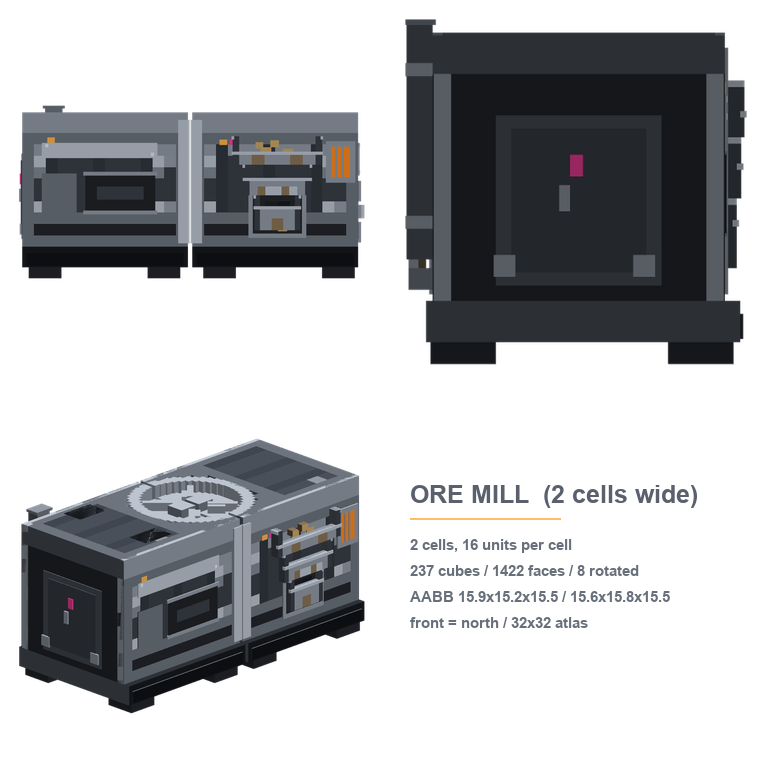 ORE MILL  (2 cells wide)
2 cells, 16 units per cell
237 cubes / 1422 faces / 8 rotated
AABB 15.9x15.2x15.5 / 15.6x15.8x15.5
front = north / 32x32 atlas